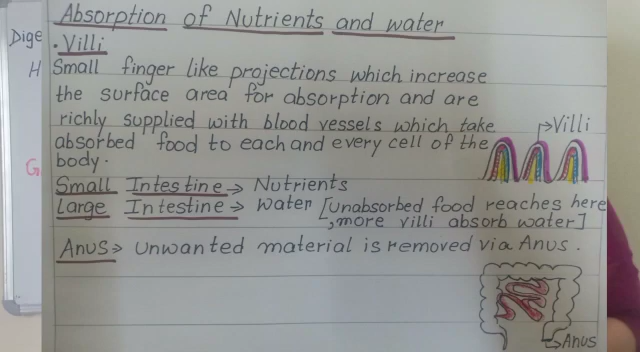 Absorption of Nutrients and water
Dige
• Villi
H
Small finger like projections which increase
the surface area for absorption and are
richly supplied with blood vessels which take
→Villi
absorbed food to each and every cell of the
G
body.
Small Intestine → Nutrients
Large Intestine → water [Unabsorbed food reaches here
, more villi absorb water]
Anus → Unwanted material is removed via Anus.
→Anus